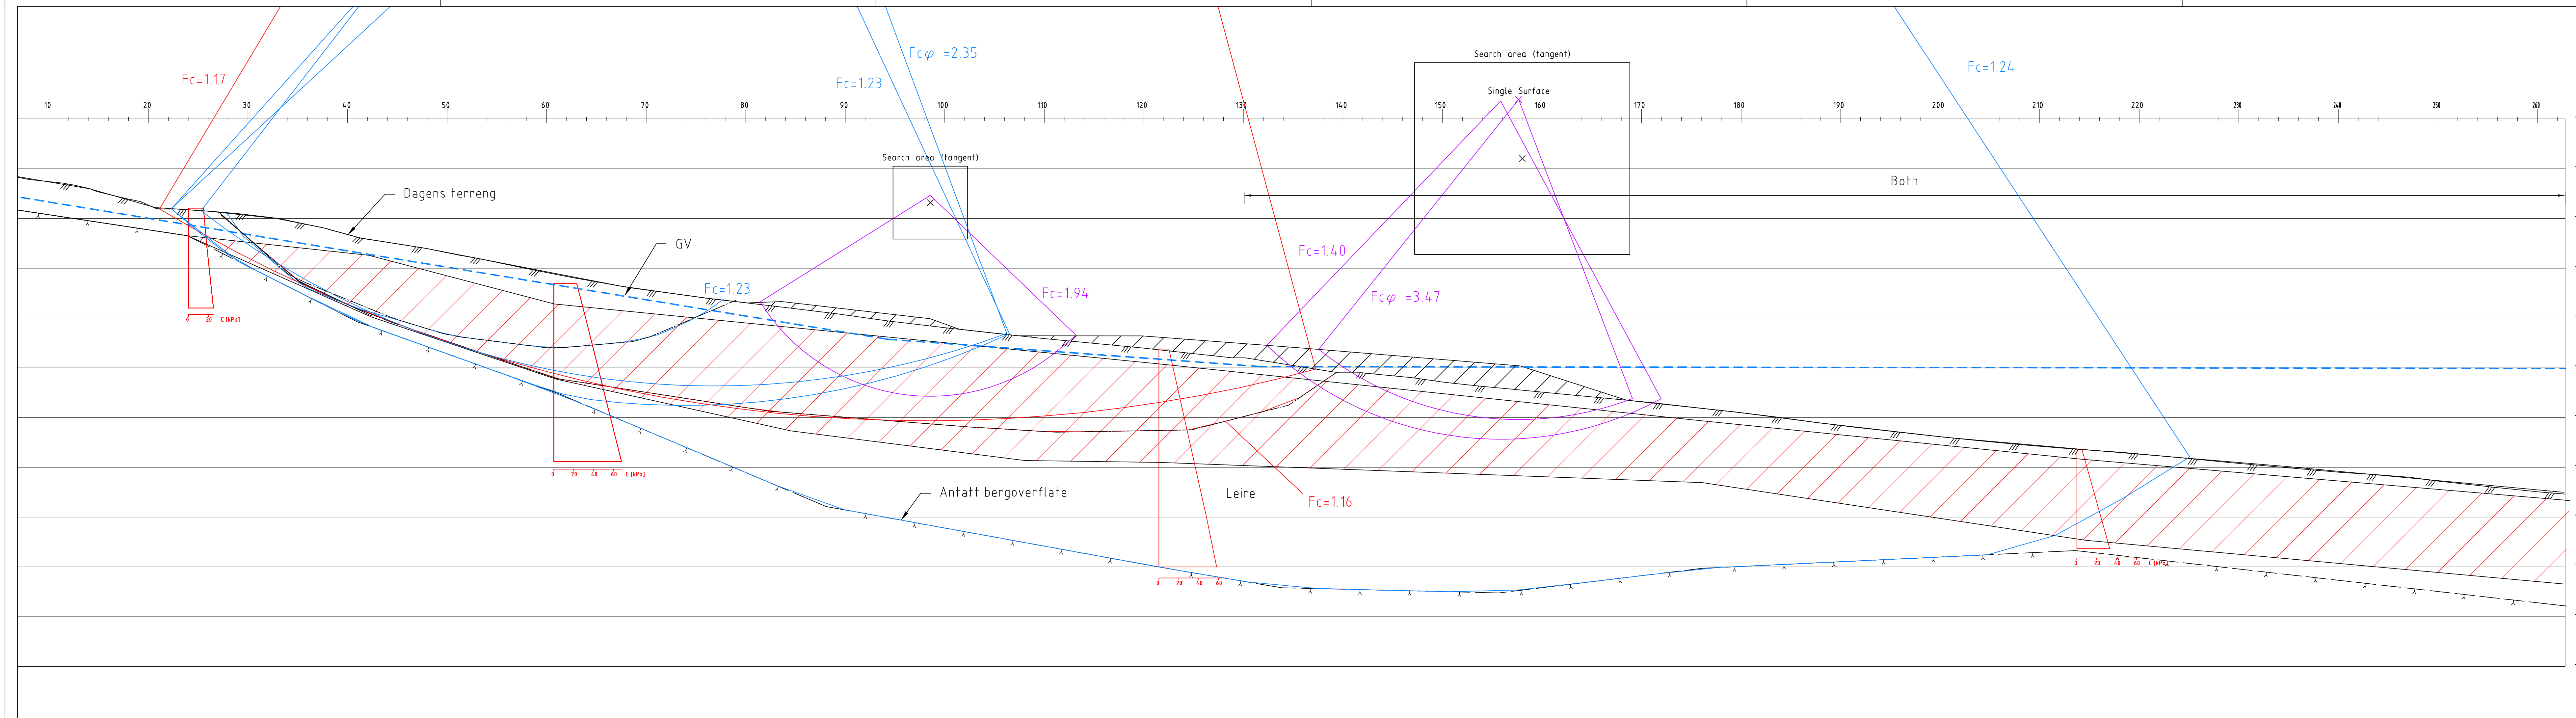 Search area (tangent)
Fcφ =2.35
Fc=1.24
Fc=1.17
Fc=1.23
Single Surface
10 20 30 40 50 60 70 80 90 100 110 120 130 140 150 160 170 180 190 200 210 220 230 240 250 260
Search area (tangent)
Botn
Dagens terreng
GV
Fc=1.40
Fc=1.23
Fc=1.94
Fcφ =3.47
0 20 C [kPa]
0 20 40 60 C [kPa]
Antatt bergoverflate
Leire
Fc=1.16
0 20 40 60 C [kPa]
0 20 40 60